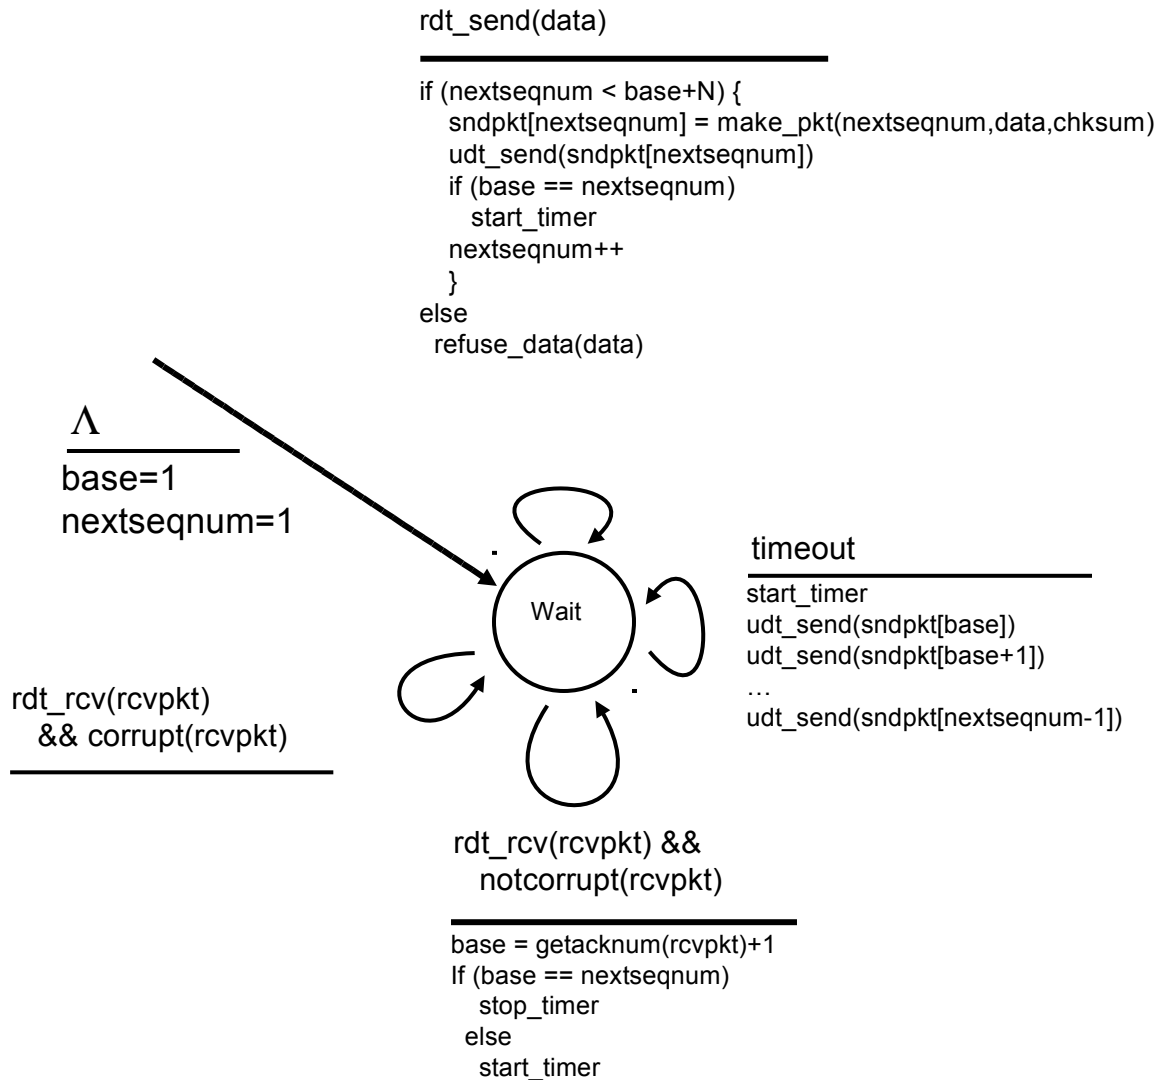 rdt_send(data)
if (nextseqnum < base+N) {
sndpkt[nextseqnum] = make_pkt(nextseqnum,data,chksum)
udt_send(sndpkt[nextseqnum])
if (base == nextseqnum)
start_timer
nextseqnum++
}
else
refuse_data(data)
Λ
base=1
nextseqnum=1
Wait
timeout
start_timer
udt_send(sndpkt[base])
udt_send(sndpkt[base+1])
…
udt_send(sndpkt[nextseqnum-1])
rdt_rcv(rcvpkt)
&& corrupt(rcvpkt)
rdt_rcv(rcvpkt) &&
notcorrupt(rcvpkt)
base = getacknum(rcvpkt)+1
If (base == nextseqnum)
stop_timer
else
start_timer